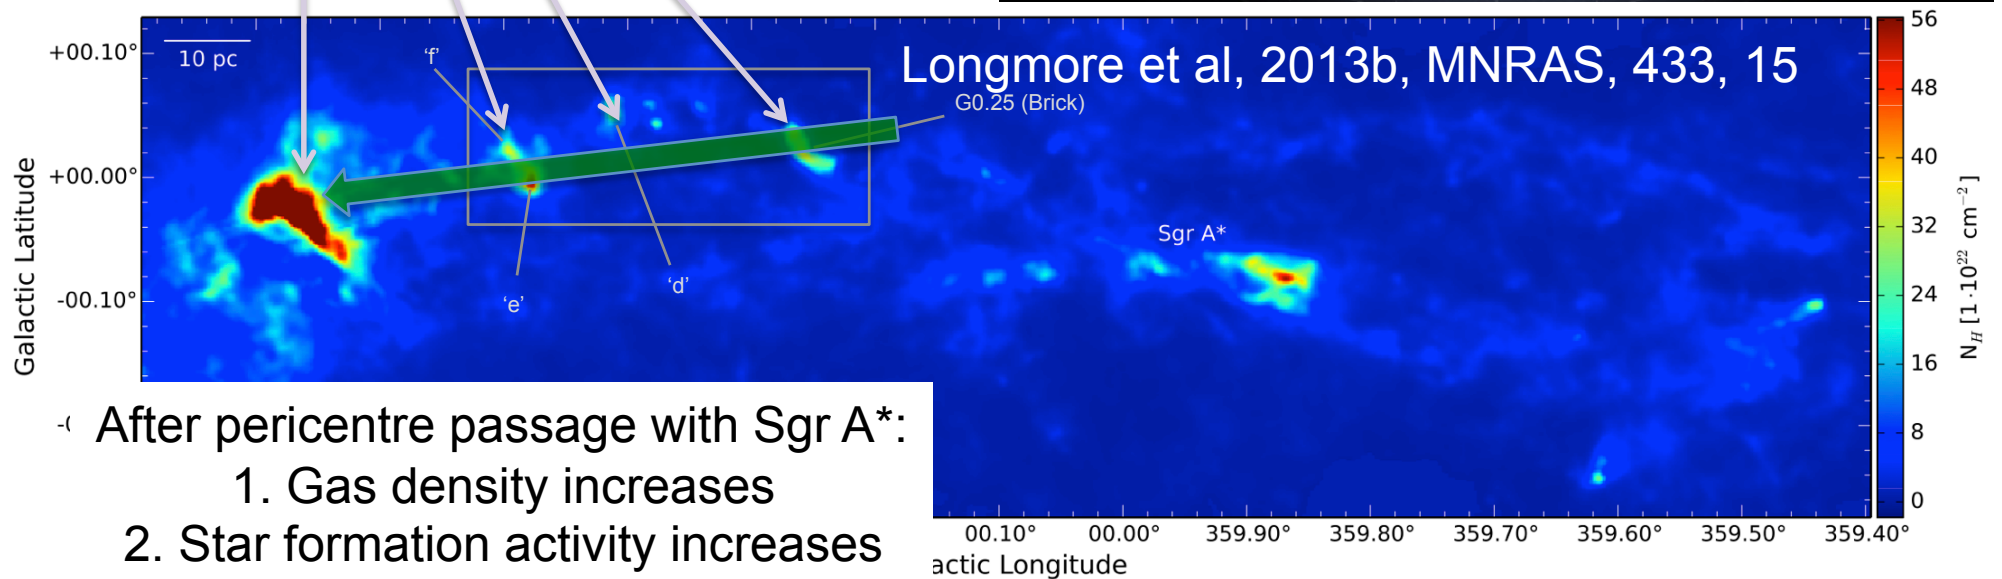 +00.10°
+00.00°
-00.10°
-0
Galactic Latitude
10 pc
'f'
Longmore et al, 2013b, MNRAS, 433, 15
G0.25 (Brick)
Sgr A*
'e'
'd'
After pericentre passage with Sgr A*:
1. Gas density increases
2. Star formation activity increases
00.10° 00.00° 359.90° 359.80° 359.70° 359.60° 359.50° 359.40°
actic Longitude
56
48
40
32
24
16
8
0
N_H [1 ·10²² cm⁻²]